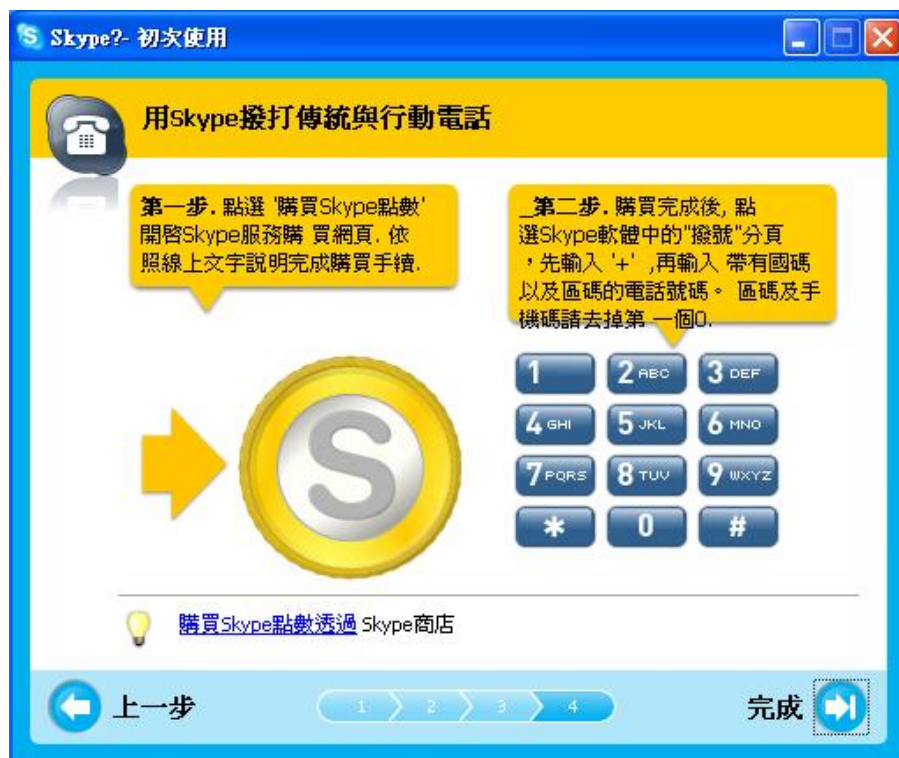 Skype?- 初次使用
用Skype撥打傳統與行動電話
第一步. 點選 '購買Skype點數'
開啓Skype服務購 買網頁. 依
照線上文字說明完成購買手續.
_第二步. 購買完成後, 點
選Skype軟體中的"撥號"分頁
，先輸入 '+' ,再輸入 帶有國碼
以及區碼的電話號碼。 區碼及手
機碼請去掉第 一個0.
S
1 2 ABC 3 DEF
4 GHI 5 JKL 6 MNO
7 PQRS 8 TUV 9 WXYZ
* 0 #
購買Skype點數透過 Skype商店
上一步 1 2 3 4 完成